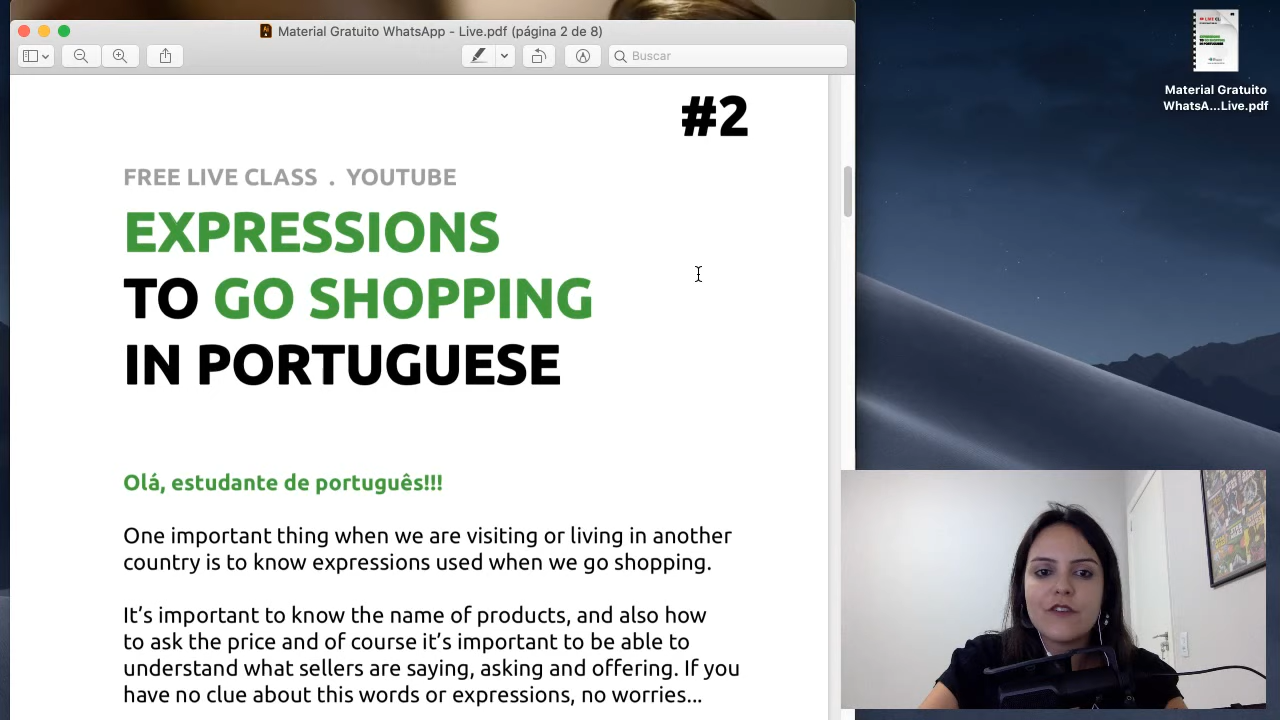 Material Gratuito WhatsApp - Live.pdf (página 2 de 8)
Buscar
#2
FREE LIVE CLASS . YOUTUBE
EXPRESSIONS
TO GO SHOPPING
IN PORTUGUESE
Olá, estudante de português!!!
One important thing when we are visiting or living in another
country is to know expressions used when we go shopping.
It’s important to know the name of products, and also how
to ask the price and of course it’s important to be able to
understand what sellers are saying, asking and offering. If you
have no clue about this words or expressions, no worries...
Material Gratuito
WhatsA...Live.pdf